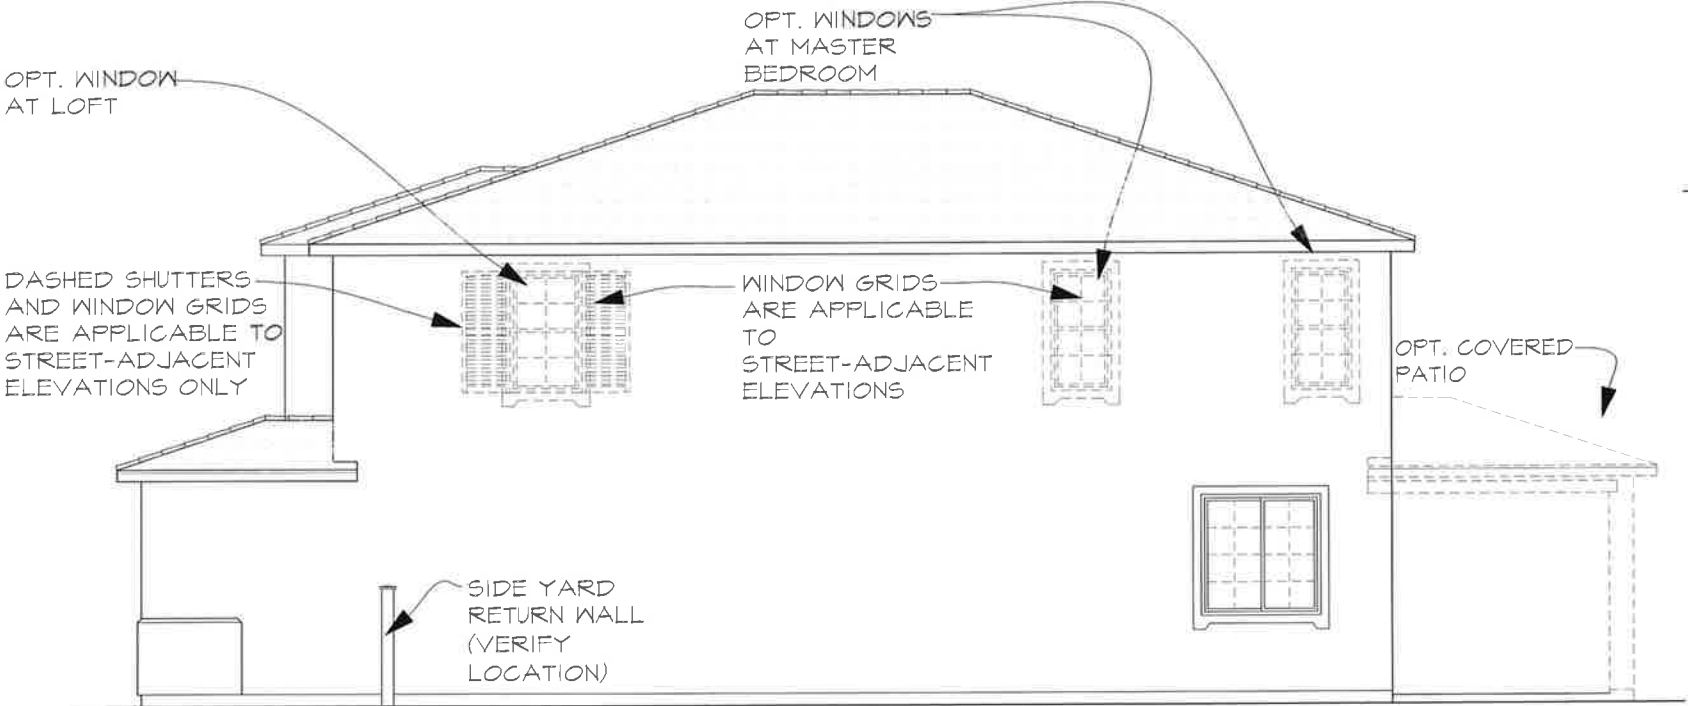 OPT. WINDOWS
AT MASTER
BEDROOM
OPT. WINDOW
AT LOFT
DASHED SHUTTERS
AND WINDOW GRIDS
ARE APPLICABLE TO
STREET-ADJACENT
ELEVATIONS ONLY
WINDOW GRIDS
ARE APPLICABLE
TO
STREET-ADJACENT
ELEVATIONS
OPT. COVERED
PATIO
SIDE YARD
RETURN WALL
(VERIFY
LOCATION)